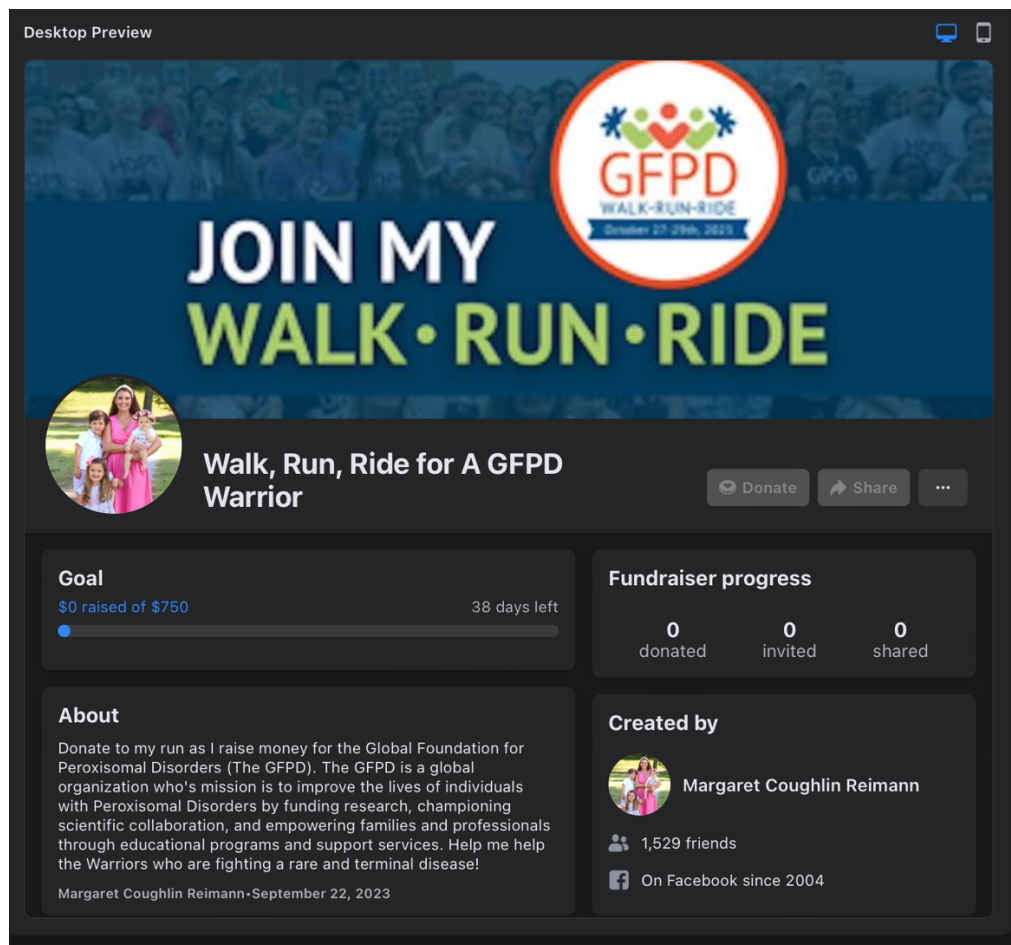 Desktop Preview
HOPE
GFPD
GFPD
WALK-RUN-RIDE
October 27-29th, 2023
JOIN MY
WALK • RUN • RIDE
Walk, Run, Ride for A GFPD
Warrior
Donate
Share
Goal
$0 raised of $750
38 days left
Fundraiser progress
0
0
0
donated
invited
shared
About
Donate to my run as I raise money for the Global Foundation for
Peroxisomal Disorders (The GFPD). The GFPD is a global
organization who's mission is to improve the lives of individuals
with Peroxisomal Disorders by funding research, championing
scientific collaboration, and empowering families and professionals
through educational programs and support services. Help me help
the Warriors who are fighting a rare and terminal disease!
Margaret Coughlin Reimann•September 22, 2023
Created by
Margaret Coughlin Reimann
1,529 friends
On Facebook since 2004